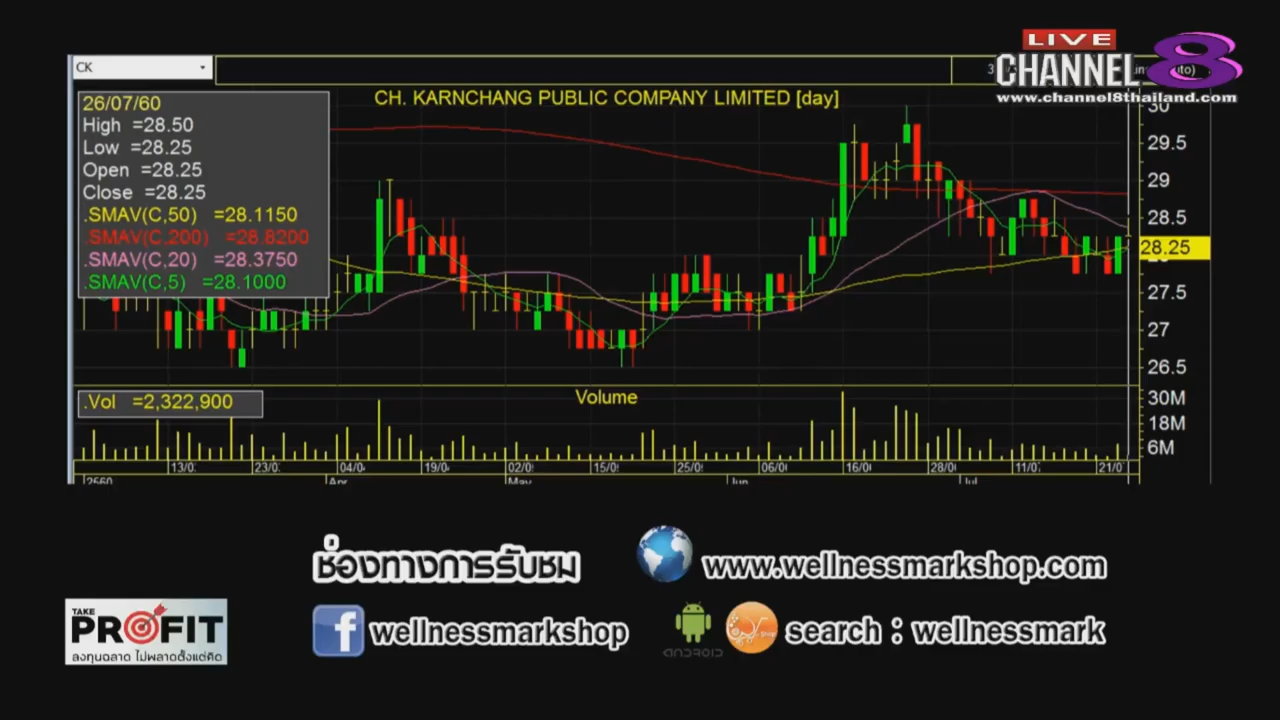 LIVE
CHANNEL 8
www.channel8thailand.com
CK
CH. KARNCHANG PUBLIC COMPANY LIMITED [day]
26/07/60
High =28.50
Low =28.25
Open =28.25
Close =28.25
.SMAV(C,50) =28.1150
.SMAV(C,200) =28.8200
.SMAV(C,20) =28.3750
.SMAV(C,5) =28.1000
30
29.5
29
28.5
28.25
27.5
27
26.5
.Vol =2,322,900
Volume
30M
18M
6M
13/0 23/0 04/0 19/0 02/0 15/0 25/0 06/0 16/0 28/0 11/0 21/0
2560 Apr May Jun Jul
ช่องทางการรับชม
www.wellnessmarkshop.com
TAKE
PROFIT
ลงทุนฉลาด ไม่พลาดตั้งแต่คิด
f wellnessmarkshop
ANDROID
search : wellnessmark